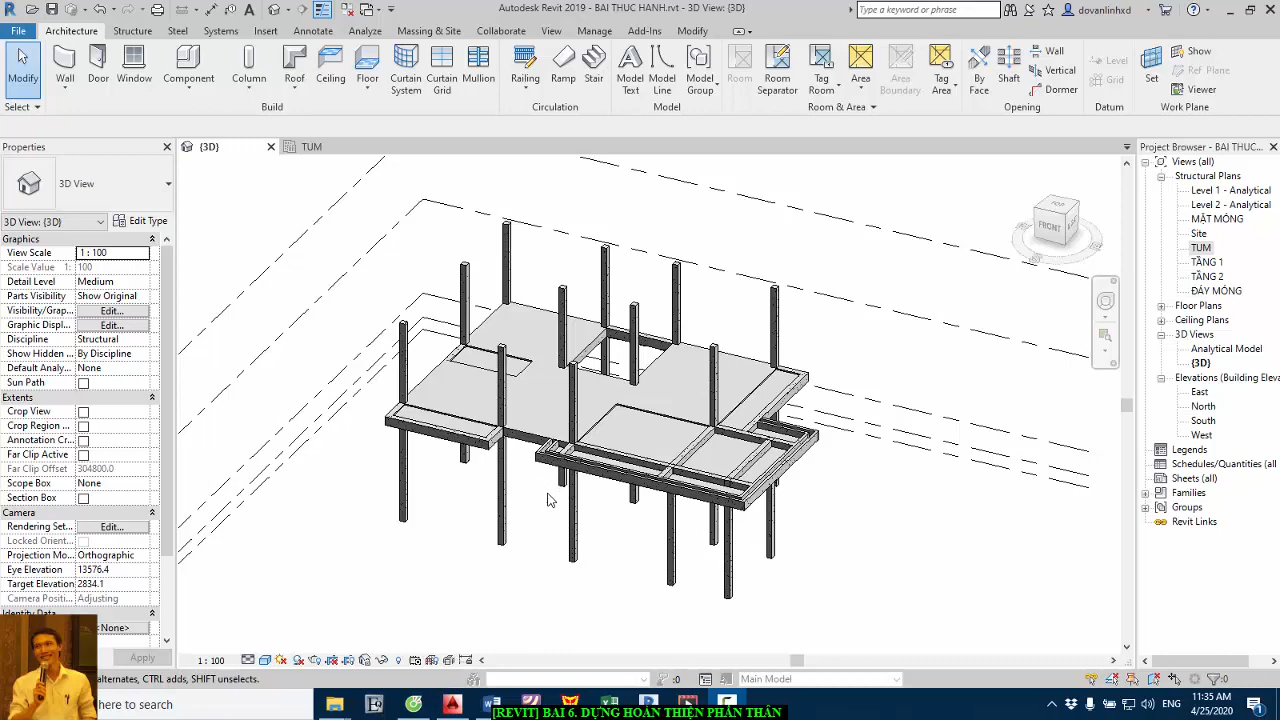 Autodesk Revit 2019 - BAI THUC HANH.rvt - 3D View: {3D}
Type a keyword or phrase
dovanlinhxd
File
Architecture
Structure
Steel
Systems
Insert
Annotate
Analyze
Massing & Site
Collaborate
View
Manage
Add-Ins
Modify
Modify
Wall
Door
Window
Component
Column
Roof
Ceiling
Floor
Curtain System
Curtain Grid
Mullion
Railing
Ramp
Stair
Model Text
Model Line
Model Group
Room
Room Separator
Tag Room
Area
Area Boundary
Tag Area
By Face
Shaft
Wall
Vertical
Dormer
Level
Grid
Set
Show
Ref Plane
Viewer
Select
Build
Circulation
Model
Room & Area
Opening
Datum
Work Plane
Properties
3D View
3D View: {3D}
Edit Type
Graphics
View Scale 1 : 100
Scale Value 1: 100
Detail Level Medium
Parts Visibility Show Original
Visibility/Grap... Edit...
Graphic Displ... Edit...
Discipline Structural
Show Hidden ... By Discipline
Default Analy... None
Sun Path
Extents
Crop View
Crop Region ...
Annotation Cr...
Far Clip Active
Far Clip Offset 304800.0
Scope Box None
Section Box
Camera
Rendering Set... Edit...
Locked Orient...
Projection Mo... Orthographic
Eye Elevation 13576.4
Target Elevation 2834.1
Camera Positi... Adjusting
Identity Data
<None>
Apply
{3D}
TUM
TOP
FRONT
Project Browser - BAI THUC...
Views (all)
Structural Plans
Level 1 - Analytical
Level 2 - Analytical
MẶT MÓNG
Site
TUM
TẦNG 1
TẦNG 2
ĐÁY MÓNG
Floor Plans
Ceiling Plans
3D Views
Analytical Model
{3D}
Elevations (Building Eleva
East
North
South
West
Legends
Schedules/Quantities (al
Sheets (all)
Families
Groups
Revit Links
1 : 100
alternates, CTRL adds, SHIFT unselects.
:0
Main Model
:0
here to search
ENG
11:35 AM
4/25/2020
[REVIT] BAI 6. DỰNG HOÀN THIỆN PHẦN THÂN